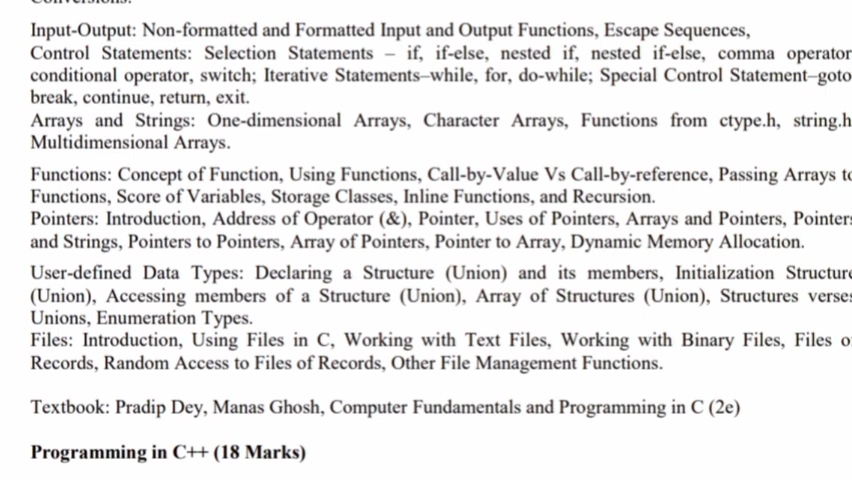 Conversions.
Input-Output: Non-formatted and Formatted Input and Output Functions, Escape Sequences,
Control Statements: Selection Statements – if, if-else, nested if, nested if-else, comma operator
conditional operator, switch; Iterative Statements–while, for, do-while; Special Control Statement–goto
break, continue, return, exit.
Arrays and Strings: One-dimensional Arrays, Character Arrays, Functions from ctype.h, string.h
Multidimensional Arrays.
Functions: Concept of Function, Using Functions, Call-by-Value Vs Call-by-reference, Passing Arrays to
Functions, Score of Variables, Storage Classes, Inline Functions, and Recursion.
Pointers: Introduction, Address of Operator (&), Pointer, Uses of Pointers, Arrays and Pointers, Pointers
and Strings, Pointers to Pointers, Array of Pointers, Pointer to Array, Dynamic Memory Allocation.
User-defined Data Types: Declaring a Structure (Union) and its members, Initialization Structure
(Union), Accessing members of a Structure (Union), Array of Structures (Union), Structures verses
Unions, Enumeration Types.
Files: Introduction, Using Files in C, Working with Text Files, Working with Binary Files, Files of
Records, Random Access to Files of Records, Other File Management Functions.
Textbook: Pradip Dey, Manas Ghosh, Computer Fundamentals and Programming in C (2e)
Programming in C++ (18 Marks)